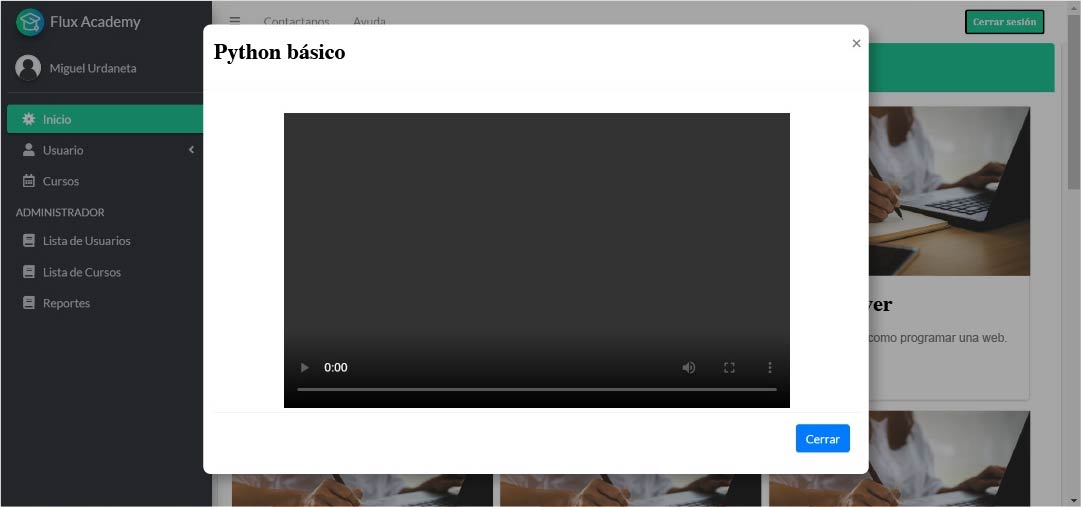 Flux Academy
Contactanos Ayuda
Cerrar sesión
Miguel Urdaneta
Inicio
Usuario
Cursos
ADMINISTRADOR
Lista de Usuarios
Lista de Cursos
Reportes
Python básico
×
0:00
Cerrar
ver
como programar una web.